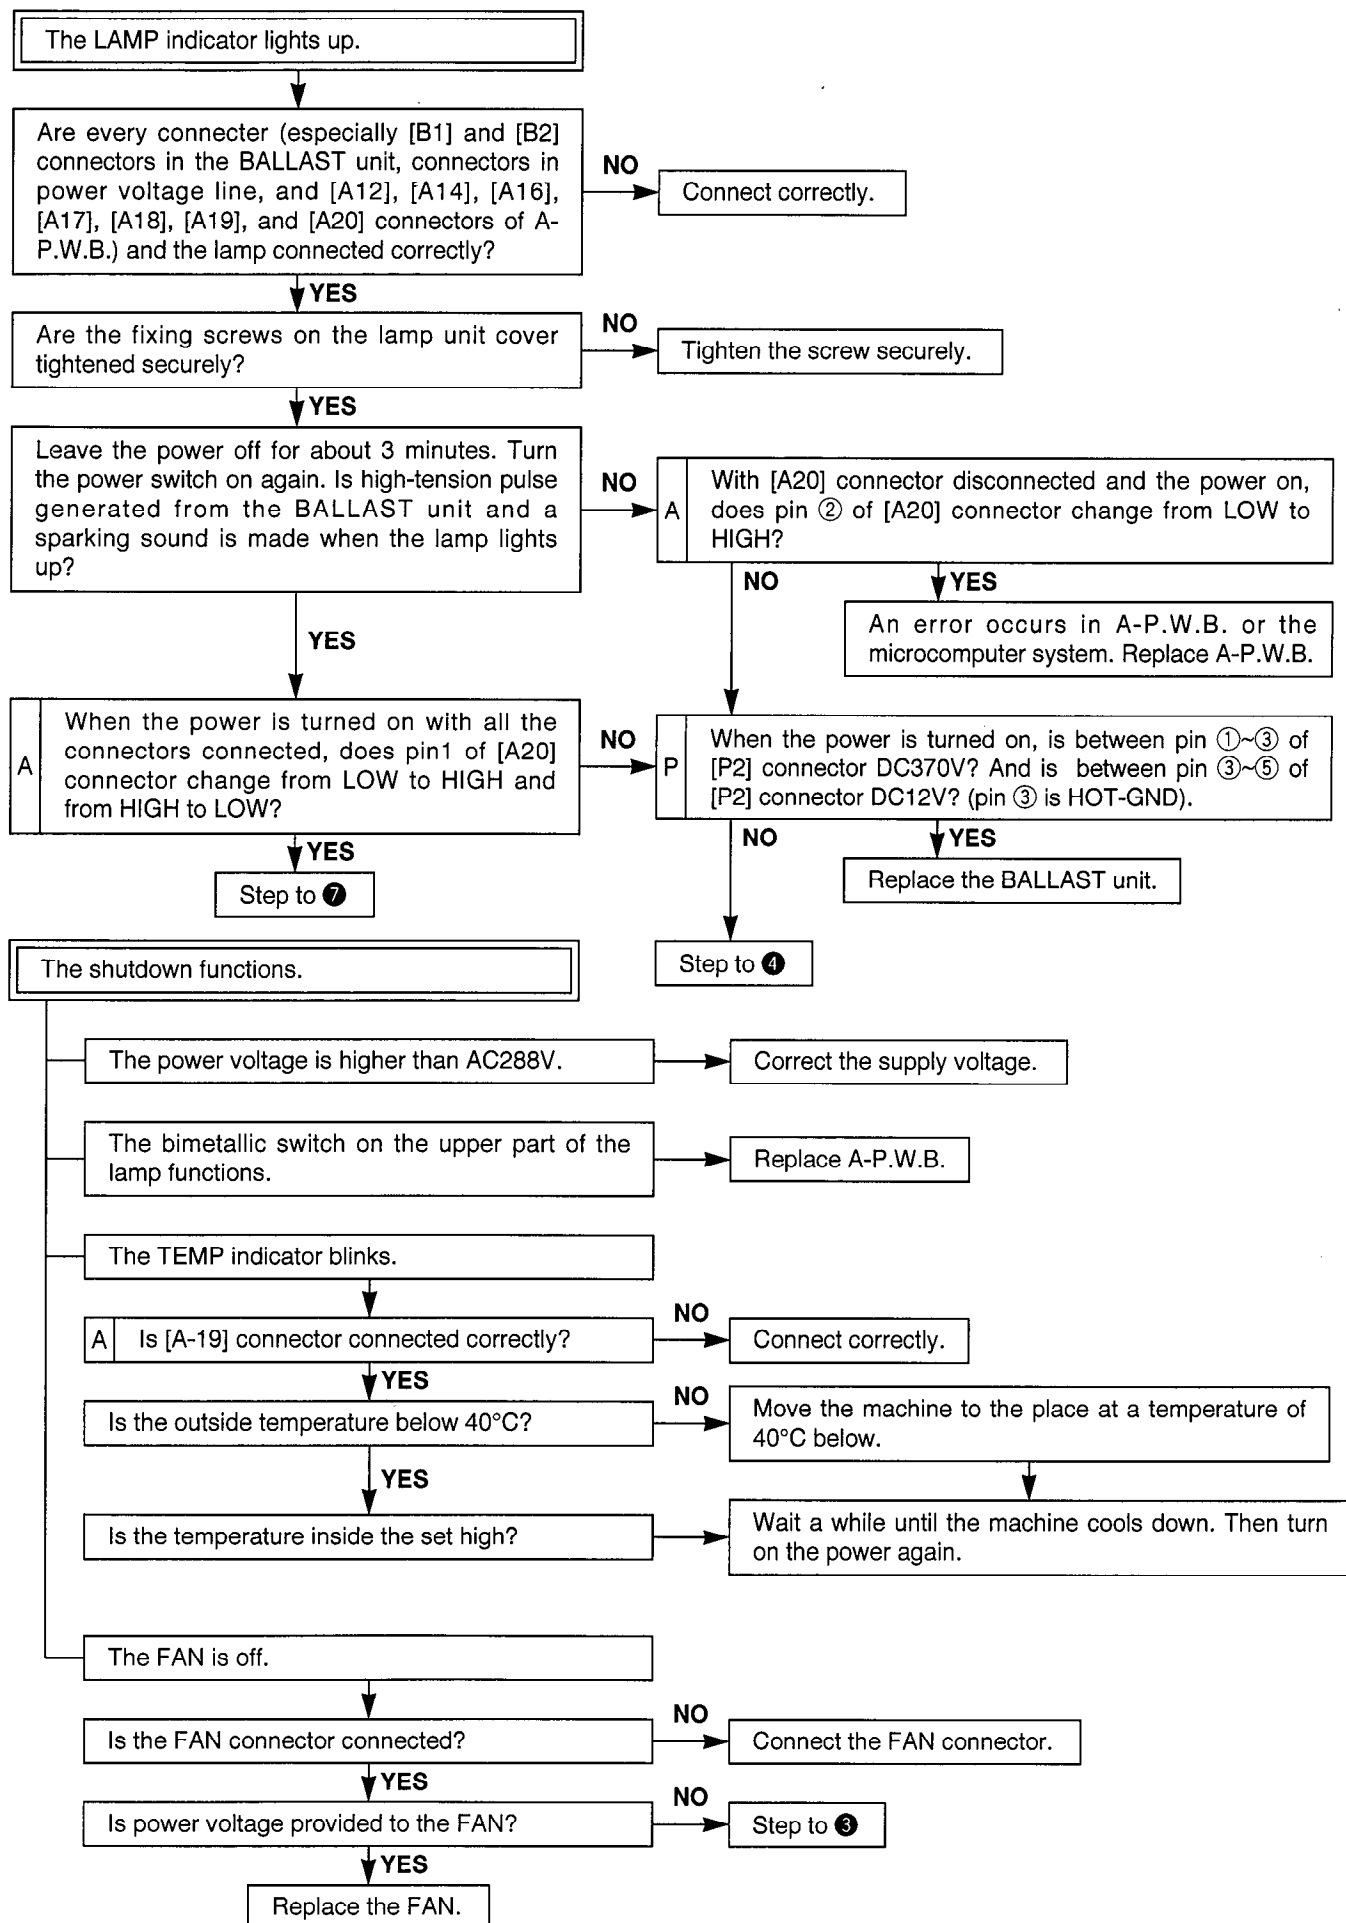 The LAMP indicator lights up.
Are every connecter (especially [B1] and [B2]
connectors in the BALLAST unit, connectors in
power voltage line, and [A12], [A14], [A16],
[A17], [A18], [A19], and [A20] connectors of A-
P.W.B.) and the lamp connected correctly?
NO
Connect correctly.
YES
Are the fixing screws on the lamp unit cover
tightened securely?
NO
Tighten the screw securely.
YES
Leave the power off for about 3 minutes. Turn
the power switch on again. Is high-tension pulse
generated from the BALLAST unit and a
sparking sound is made when the lamp lights
up?
NO
A
With [A20] connector disconnected and the power on,
does pin ② of [A20] connector change from LOW to
HIGH?
NO
YES
An error occurs in A-P.W.B. or the
microcomputer system. Replace A-P.W.B.
YES
A
When the power is turned on with all the
connectors connected, does pin1 of [A20]
connector change from LOW to HIGH and
from HIGH to LOW?
NO
P
When the power is turned on, is between pin ①~③ of
[P2] connector DC370V? And is between pin ③~⑤ of
[P2] connector DC12V? (pin ③ is HOT-GND).
YES
Step to ❼
NO
YES
Replace the BALLAST unit.
Step to ❹
The shutdown functions.
The power voltage is higher than AC288V.
Correct the supply voltage.
The bimetallic switch on the upper part of the
lamp functions.
Replace A-P.W.B.
The TEMP indicator blinks.
A
Is [A-19] connector connected correctly?
NO
Connect correctly.
YES
Is the outside temperature below 40°C?
NO
Move the machine to the place at a temperature of
40°C below.
YES
Is the temperature inside the set high?
Wait a while until the machine cools down. Then turn
on the power again.
The FAN is off.
Is the FAN connector connected?
NO
Connect the FAN connector.
YES
Is power voltage provided to the FAN?
NO
Step to ❸
YES
Replace the FAN.